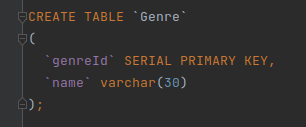 CREATE TABLE `Genre`
(
  `genreId` SERIAL PRIMARY KEY,
  `name` varchar(30)
);